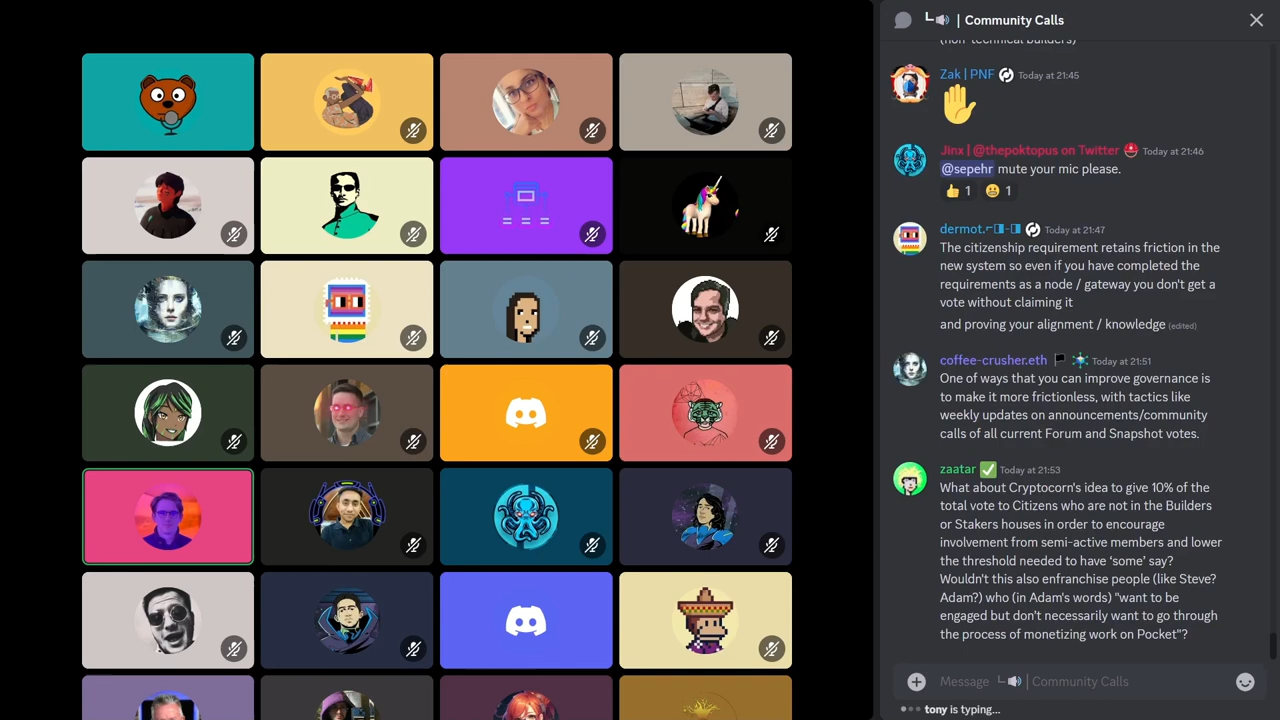 | Community Calls
(non-technical builders)
Zak | PNF Today at 21:45
Jinx | @thepoktopus on Twitter Today at 21:46
@sepehr mute your mic please.
1 1
dermot. Today at 21:47
The citizenship requirement retains friction in the
new system so even if you have completed the
requirements as a node / gateway you don't get a
vote without claiming it
and proving your alignment / knowledge (edited)
coffee-crusher.eth Today at 21:51
One of ways that you can improve governance is
to make it more frictionless, with tactics like
weekly updates on announcements/community
calls of all current Forum and Snapshot votes.
zaatar Today at 21:53
What about Cryptocorn's idea to give 10% of the
total vote to Citizens who are not in the Builders
or Stakers houses in order to encourage
involvement from semi-active members and lower
the threshold needed to have ‘some’ say?
Wouldn't this also enfranchise people (like Steve?
Adam?) who (in Adam's words) "want to be
engaged but don't necessarily want to go through
the process of monetizing work on Pocket"?
Message | Community Calls
tony is typing...